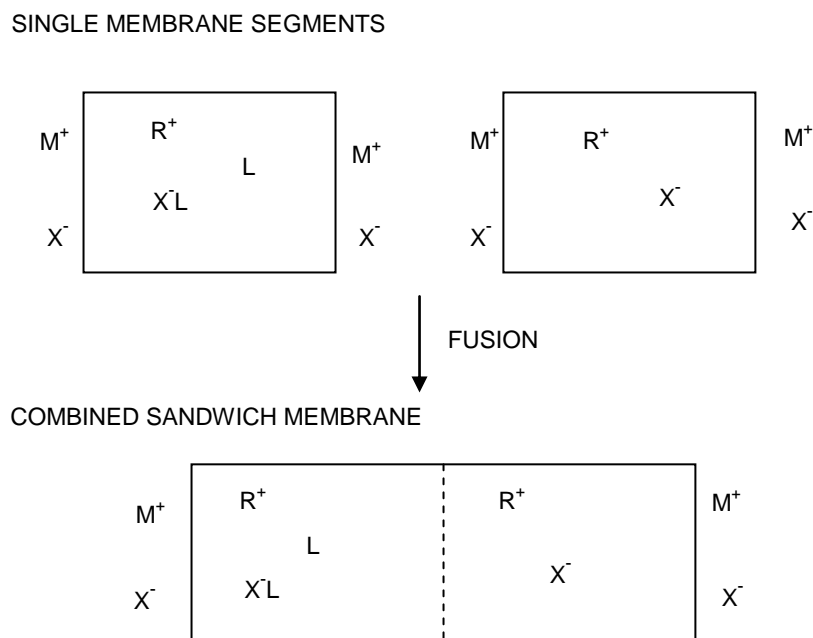 SINGLE MEMBRANE SEGMENTS
M⁺ R⁺ L M⁺
X⁻L
X⁻ X⁻
M⁺ R⁺ M⁺
X⁻
X⁻ X⁻
FUSION
COMBINED SANDWICH MEMBRANE
M⁺ R⁺ R⁺ M⁺
L
X⁻ X⁻L X⁻ X⁻